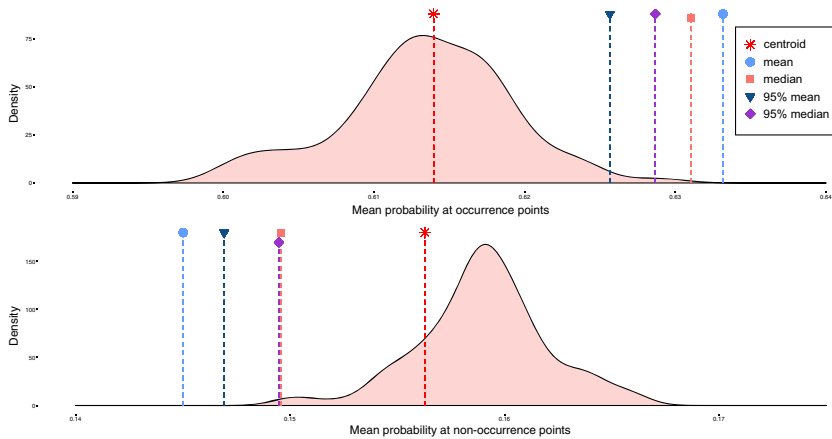 75
50
25
0
Density
0.59
0.60
0.61
0.62
0.63
0.64
Mean probability at occurrence points
centroid
mean
median
95% mean
95% median
150
100
50
0
Density
0.14
0.15
0.16
0.17
Mean probability at non-occurrence points